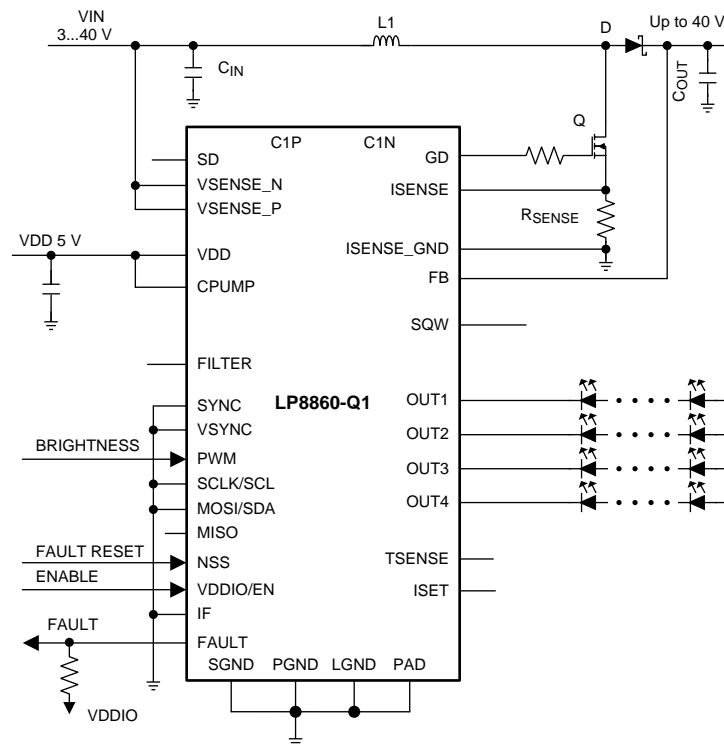 VIN
3...40 V
L1
D
Up to 40 V
CIN
COUT
Q
C1P
C1N
SD
GD
VSENSE_N
ISENSE
VSENSE_P
RSENSE
VDD 5 V
VDD
ISENSE_GND
CPUMP
FB
SQW
FILTER
LP8860-Q1
SYNC
OUT1
VSYNC
OUT2
BRIGHTNESS
PWM
OUT3
SCLK/SCL
MOSI/SDA
OUT4
MISO
FAULT RESET
NSS
TSENSE
ENABLE
VDDIO/EN
ISET
IF
FAULT
FAULT
SGND
PGND
LGND
PAD
VDDIO